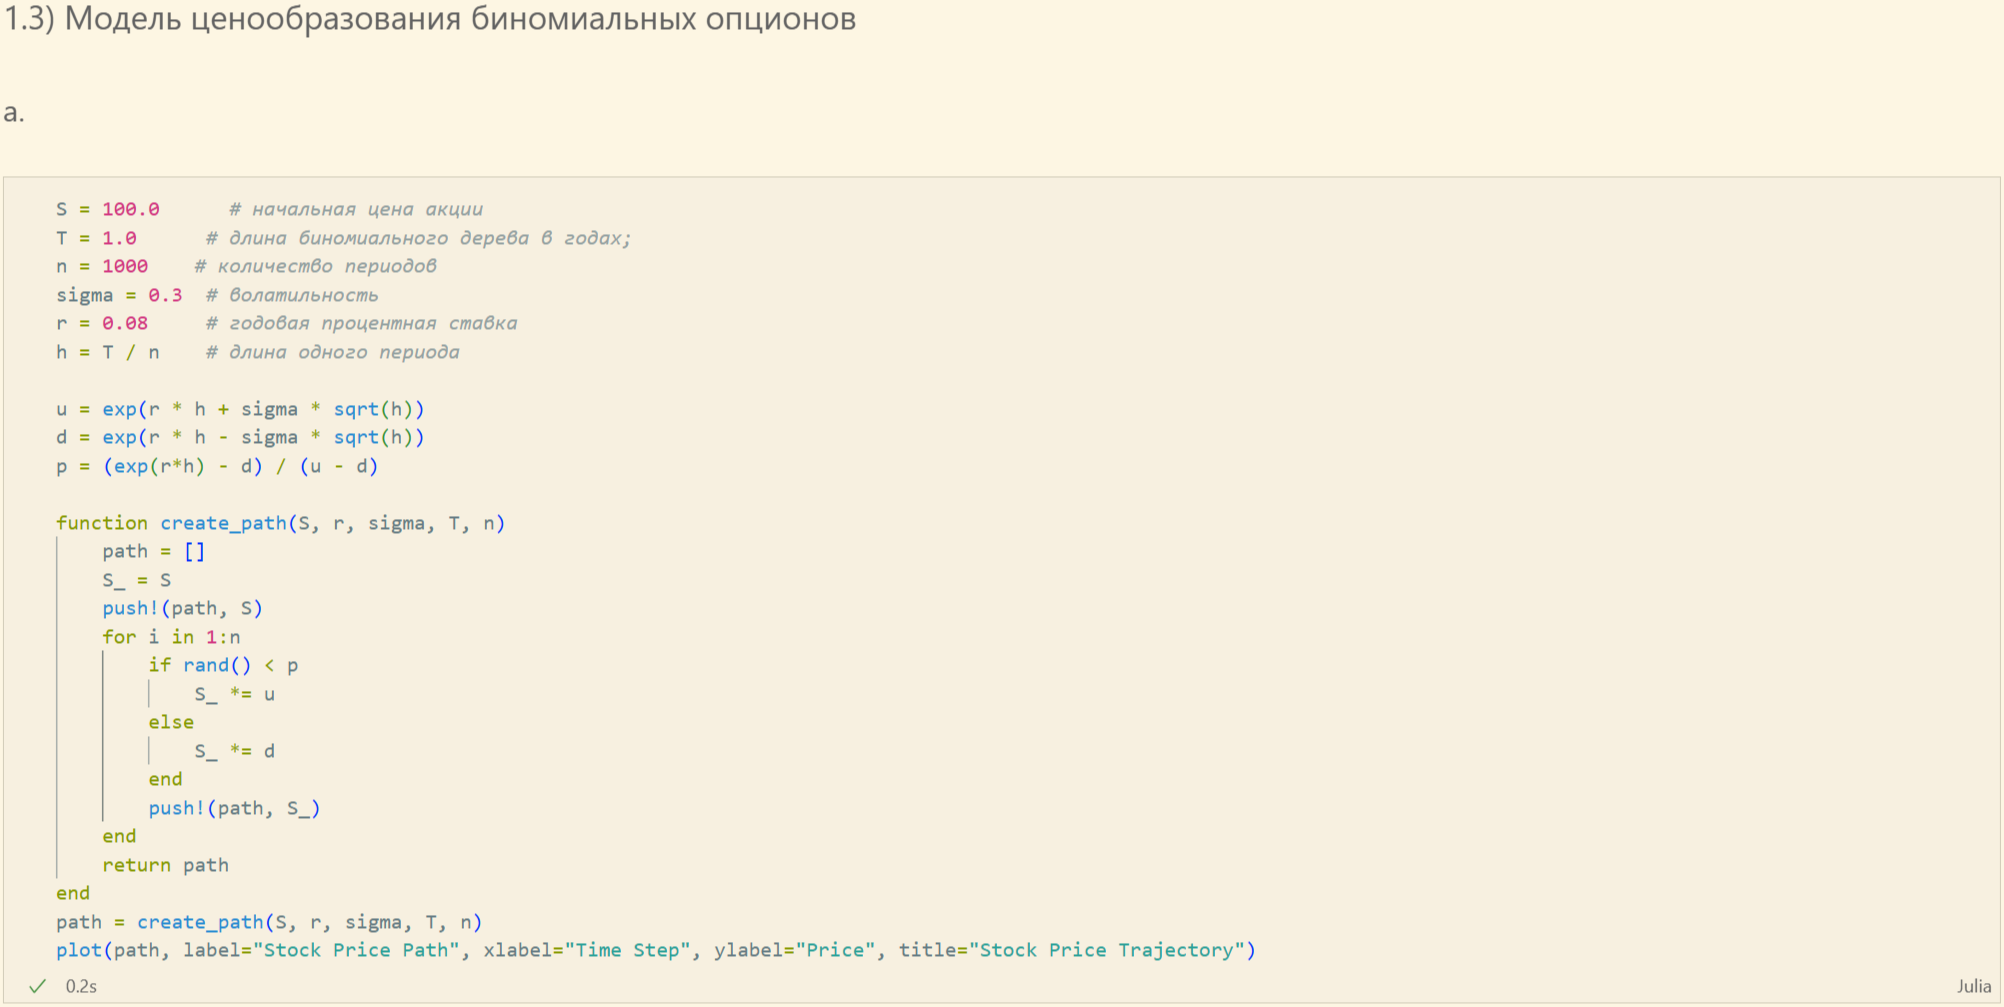 1.3) Модель ценообразования биномиальных опционов
a.
S = 100.0      # начальная цена акции
T = 1.0      # длина биномиального дерева в годах;
n = 1000    # количество периодов
sigma = 0.3  # волатильность
r = 0.08     # годовая процентная ставка
h = T / n    # длина одного периода
u = exp(r * h + sigma * sqrt(h))
d = exp(r * h - sigma * sqrt(h))
p = (exp(r*h) - d) / (u - d)
function create_path(S, r, sigma, T, n)
    path = []
    S_ = S
    push!(path, S)
    for i in 1:n
        if rand() < p
            S_ *= u
        else
            S_ *= d
        end
        push!(path, S_)
    end
    return path
end
path = create_path(S, r, sigma, T, n)
plot(path, label="Stock Price Path", xlabel="Time Step", ylabel="Price", title="Stock Price Trajectory")
0.2s
Julia